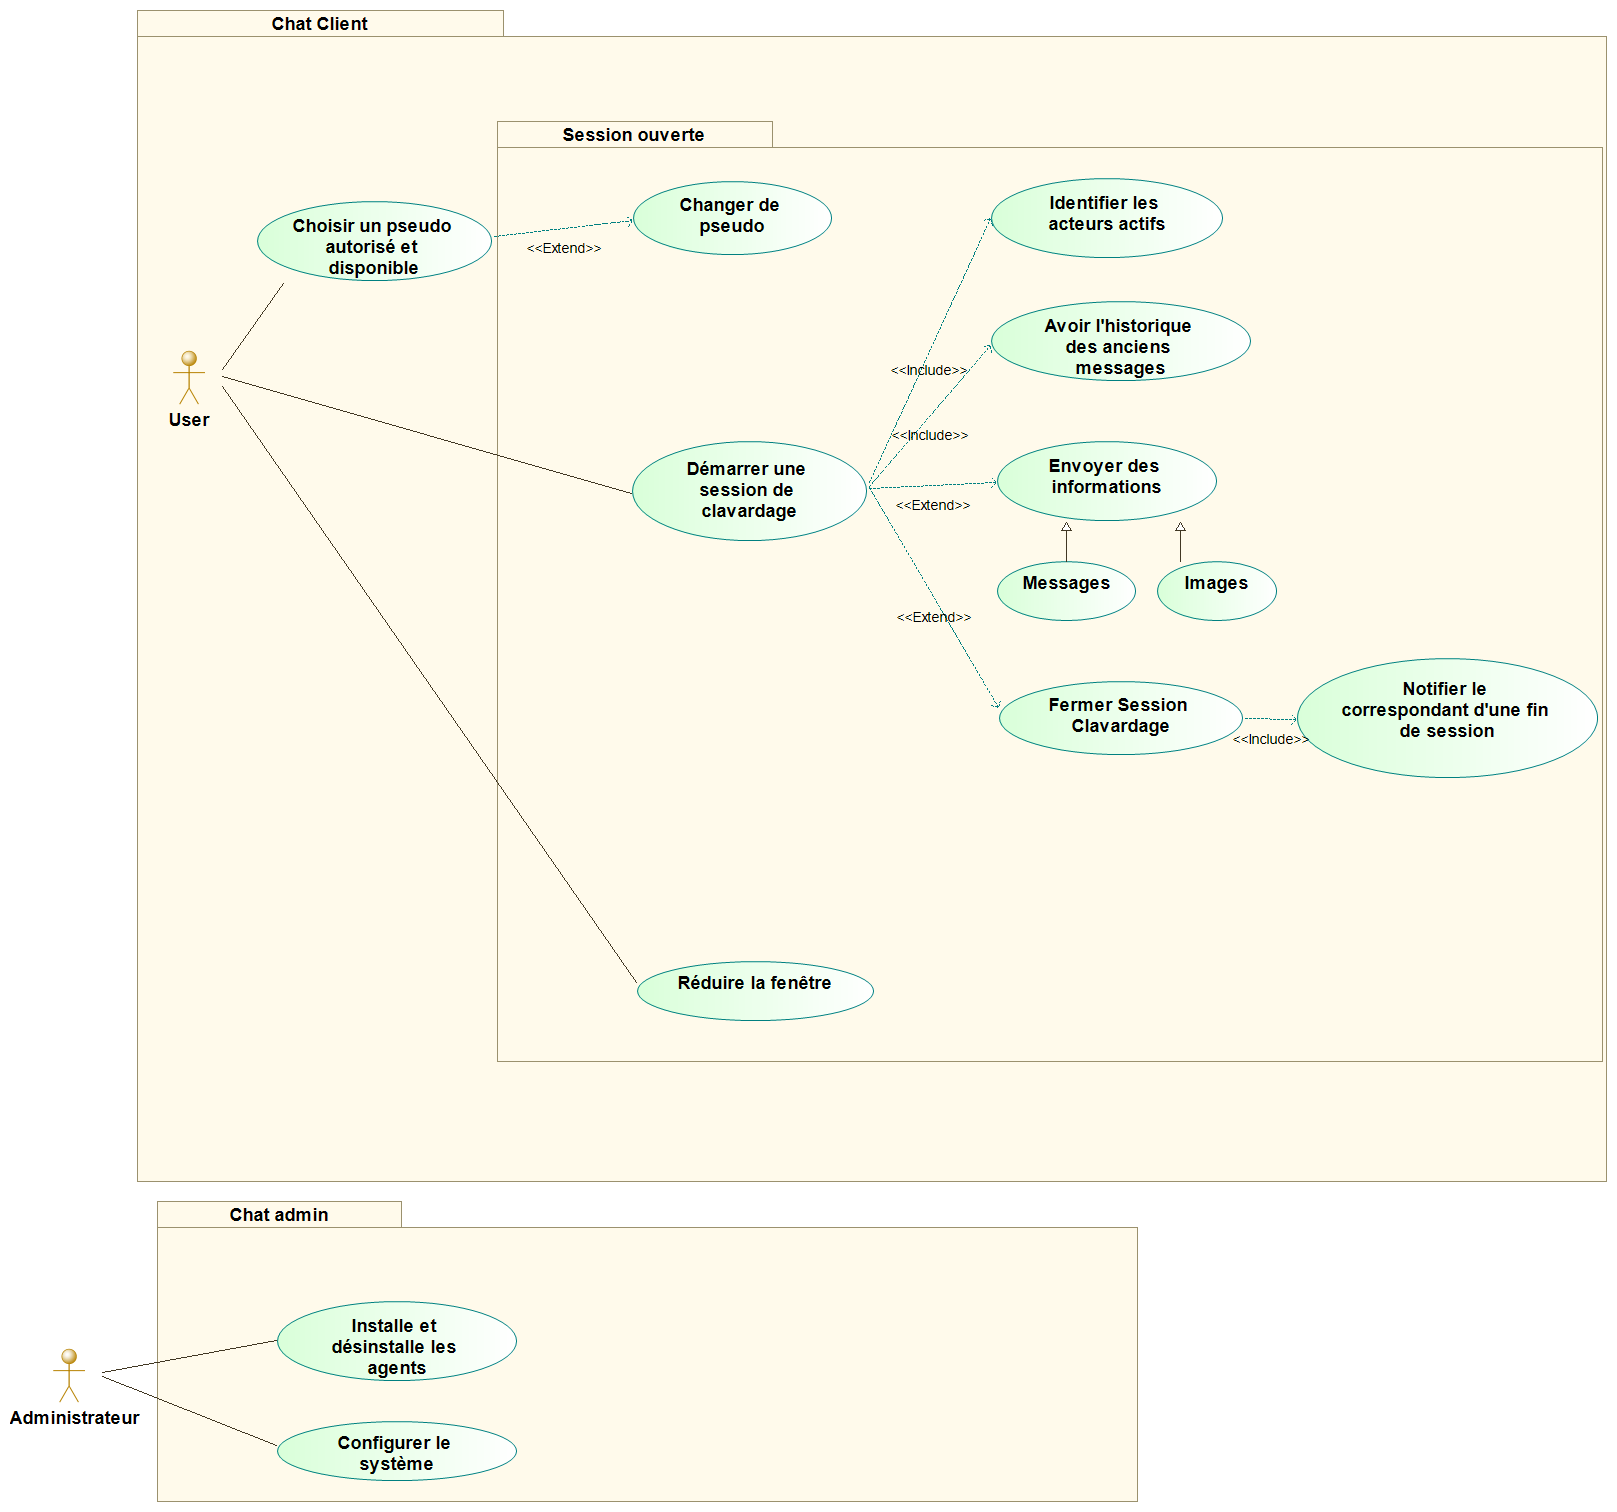 Chat Client
Session ouverte
Choisir un pseudo
autorisé et
disponible
<<Extend>>
Changer de
pseudo
Identifier les
acteurs actifs
User
<<Include>>
Avoir l'historique
des anciens
messages
<<Include>>
Démarrer une
session de
clavardage
<<Extend>>
Envoyer des
informations
Messages
Images
<<Extend>>
Fermer Session
Clavardage
<<Include>>
Notifier le
correspondant d'une fin
de session
Réduire la fenêtre
Chat admin
Administrateur
Installe et
désinstalle les
agents
Configurer le
système